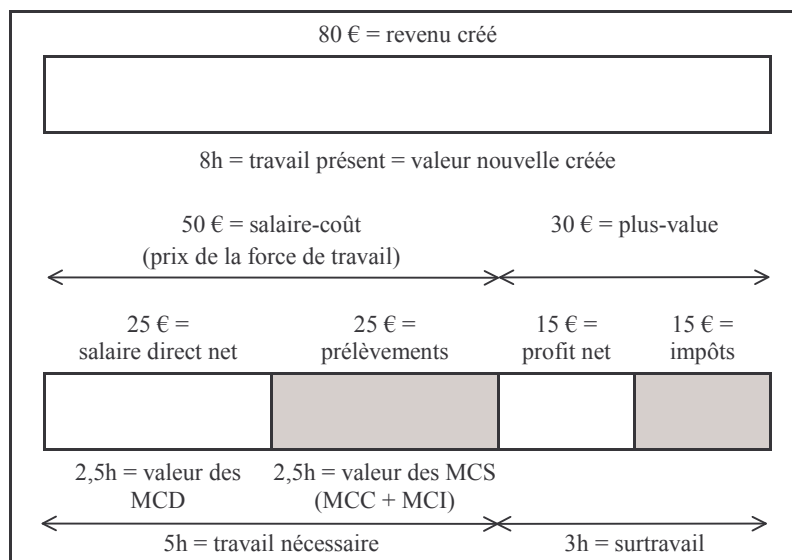 80 € = revenu créé
8h = travail présent = valeur nouvelle créée
50 € = salaire-coût
(prix de la force de travail)
30 € = plus-value
25 € =
salaire direct net
25 € =
prélèvements
15 € =
profit net
15 € =
impôts
2,5h = valeur des
MCD
2,5h = valeur des MCS
(MCC + MCI)
5h = travail nécessaire
3h = surtravail